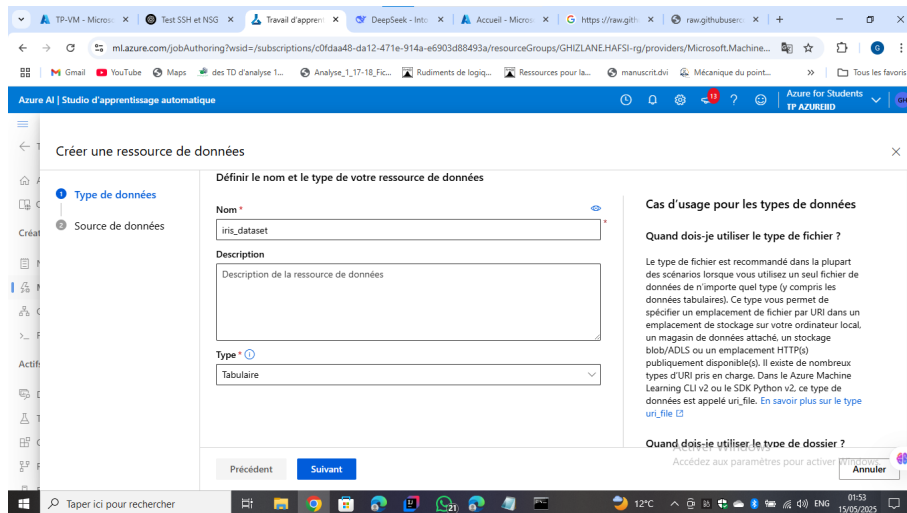 TP-VM - Microso
Test SSH et NSG
Travail d'apprent
DeepSeek - Into
Accueil - Micros
https://raw.gith
raw.githubuserc
ml.azure.com/jobAuthoring?wsid=/subscriptions/c0fdaa48-da12-471e-914a-e6903d88493a/resourceGroups/GHIZLANE.HAFSI-rg/providers/Microsoft.Machine...
G
Gmail
YouTube
Maps
des TD d'analyse 1...
Analyse_1_17-18_Fic...
Rudiments de logiq...
Ressources pour la...
manuscrit.dvi
Mécanique du point...
Tous les favoris
Azure AI | Studio d'apprentissage automatique
13
Azure for Students
TP AZUREIID
GH
Créer une ressource de données
1 Type de données
2 Source de données
Créat
Actifs
Définir le nom et le type de votre ressource de données
Nom *
iris_dataset
*
Description
Description de la ressource de données
Type *
Tabulaire
Précédent
Suivant
Cas d'usage pour les types de données
Quand dois-je utiliser le type de fichier ?
Le type de fichier est recommandé dans la plupart
des scénarios lorsque vous utilisez un seul fichier de
données de n'importe quel type (y compris les
données tabulaires). Ce type vous permet de
spécifier un emplacement de fichier par URI dans un
emplacement de stockage sur votre ordinateur local,
un magasin de données attaché, un stockage
blob/ADLS ou un emplacement HTTP(s)
publiquement disponible(s). Il existe de nombreux
types d'URI pris en charge. Dans le Azure Machine
Learning CLI v2 ou le SDK Python v2, ce type de
données est appelé uri_file. En savoir plus sur le type
uri_file
Quand dois-je utiliser le type de dossier ?
Activer Windows
Accédez aux paramètres pour activer Windows.
Annuler
Taper ici pour rechercher
21
12°C
ENG
01:53
15/05/2025